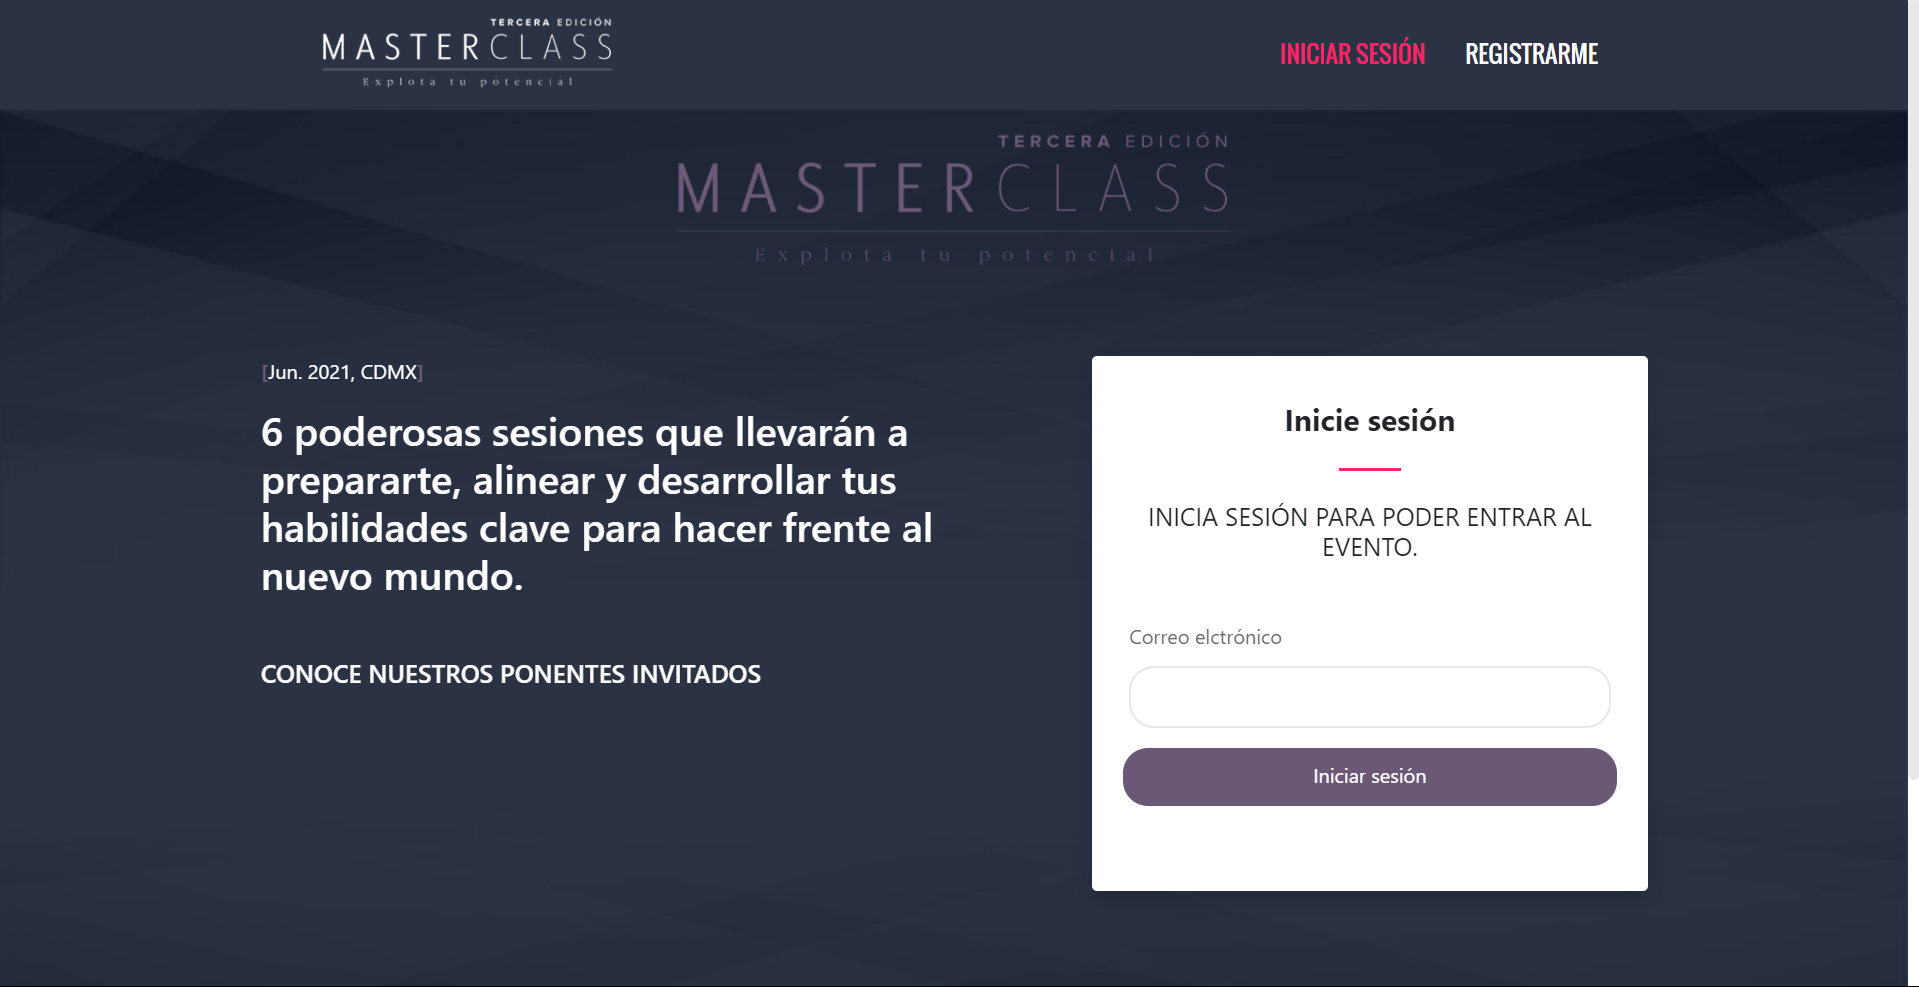 TERCERA EDICIÓN
MASTERCLASS
Explota tu potencial
INICIAR SESIÓN
REGISTRARME
TERCERA EDICIÓN
MASTERCLASS
Explota tu potencial
[Jun. 2021, CDMX]
6 poderosas sesiones que llevarán a
prepararte, alinear y desarrollar tus
habilidades clave para hacer frente al
nuevo mundo.
CONOCE NUESTROS PONENTES INVITADOS
Inicie sesión
INICIA SESIÓN PARA PODER ENTRAR AL
EVENTO.
Correo elctrónico
Iniciar sesión